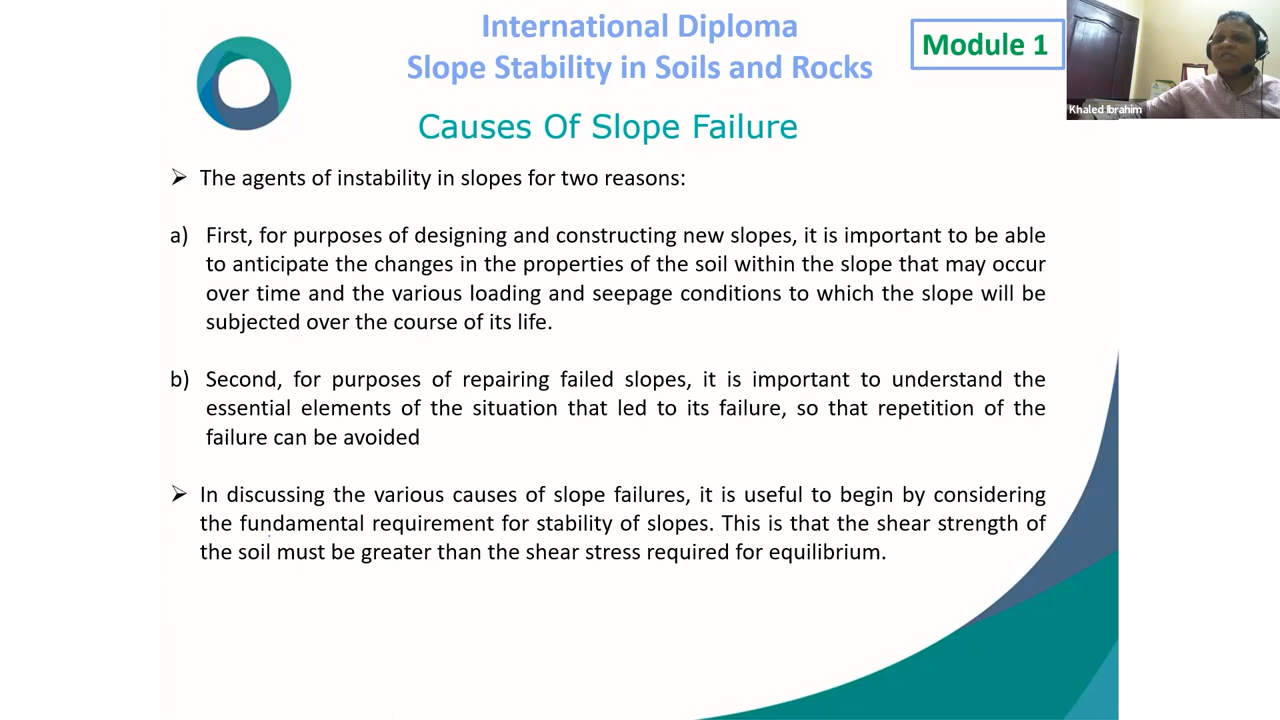 International Diploma
Slope Stability in Soils and Rocks
Module 1
Khaled Ibrahim
Causes Of Slope Failure
➢ The agents of instability in slopes for two reasons:
a) First, for purposes of designing and constructing new slopes, it is important to be able
to anticipate the changes in the properties of the soil within the slope that may occur
over time and the various loading and seepage conditions to which the slope will be
subjected over the course of its life.
b) Second, for purposes of repairing failed slopes, it is important to understand the
essential elements of the situation that led to its failure, so that repetition of the
failure can be avoided
➢ In discussing the various causes of slope failures, it is useful to begin by considering
the fundamental requirement for stability of slopes. This is that the shear strength of
the soil must be greater than the shear stress required for equilibrium.